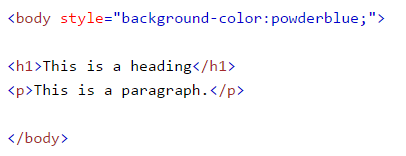 <body style="background-color:powderblue;">
<h1>This is a heading</h1>
<p>This is a paragraph.</p>
</body>